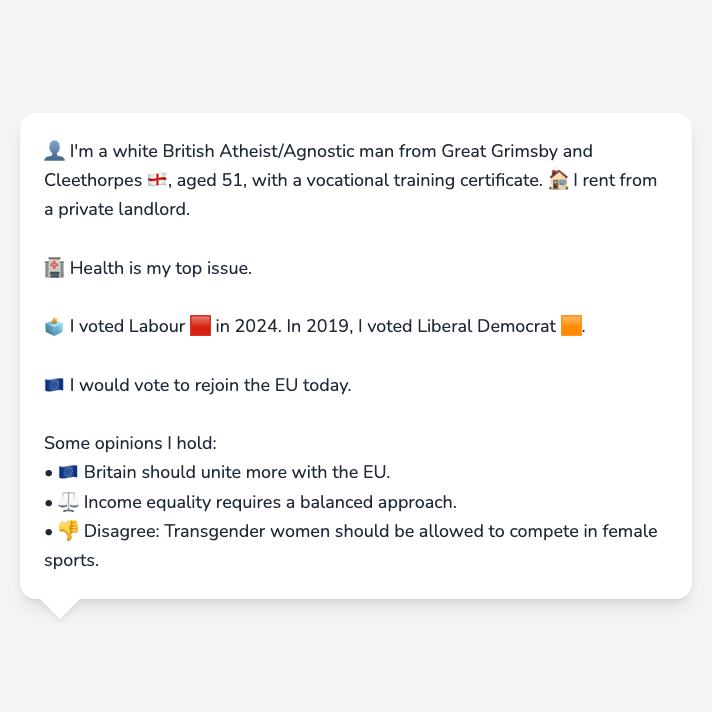 👤 I'm a white British Atheist/Agnostic man from Great Grimsby and
Cleethorpes 🏴󠁧󠁢󠁥󠁮󠁧󠁿, aged 51, with a vocational training certificate. 🏠 I rent from
a private landlord.
🏥 Health is my top issue.
🗳️ I voted Labour 🟥 in 2024. In 2019, I voted Liberal Democrat 🟧.
🇪🇺 I would vote to rejoin the EU today.
Some opinions I hold:
• 🇪🇺 Britain should unite more with the EU.
• ⚖️ Income equality requires a balanced approach.
• 👎 Disagree: Transgender women should be allowed to compete in female
sports.